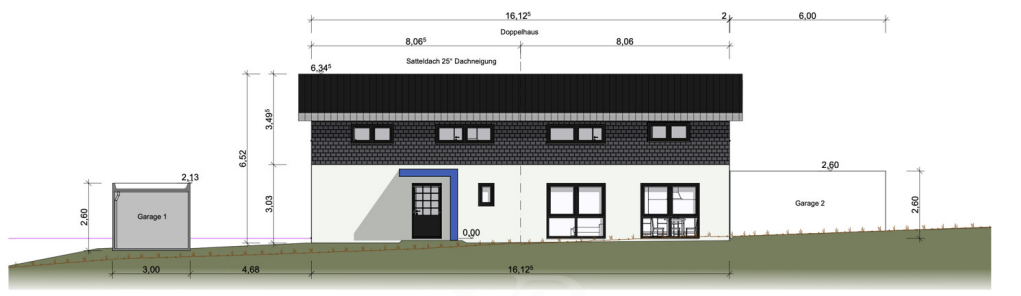 16,12⁵ 2 6,00
Doppelhaus
8,06⁵ 8,06
Satteldach 25° Dachneigung
6.34⁵
3,49⁵
6,52
2,60
2,13
3,03
2,60
Garage 1
Garage 2
2,60
0,00
3,00 4,68 16,12⁵